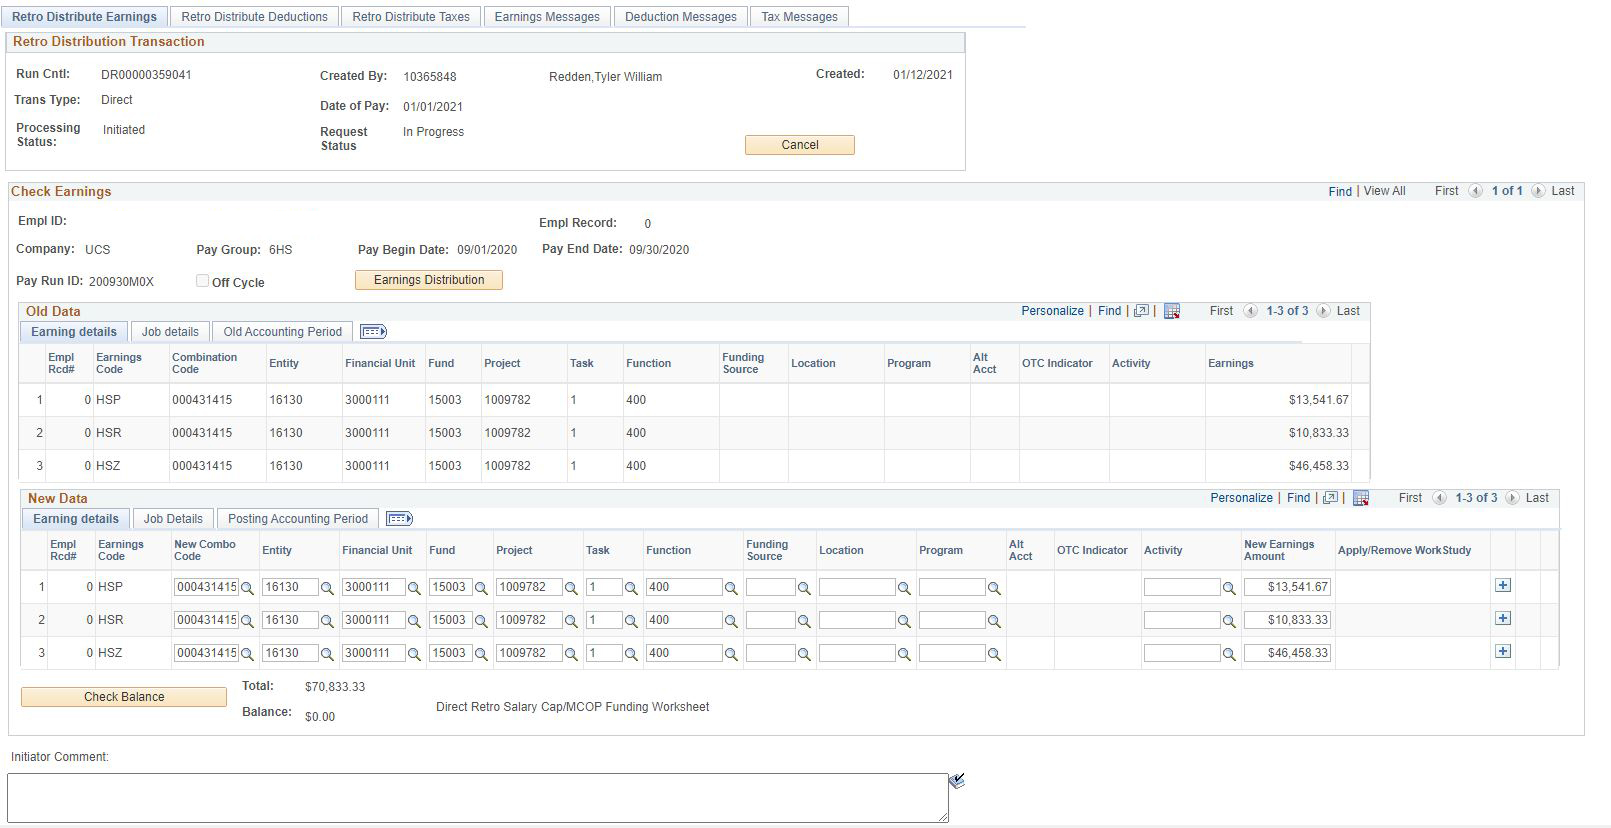 Retro Distribute Earnings Retro Distribute Deductions Retro Distribute Taxes Earnings Messages Deduction Messages Tax Messages
Retro Distribution Transaction
Run Cntl: DR00000359041 Created By: 10365848 Redden,Tyler William Created: 01/12/2021
Trans Type: Direct Date of Pay: 01/01/2021
Processing Status: Initiated Request Status In Progress
Cancel
Check Earnings Find | View All First 1 of 1 Last
Empl ID: Empl Record: 0
Company: UCS Pay Group: 6HS Pay Begin Date: 09/01/2020 Pay End Date: 09/30/2020
Pay Run ID: 200930M0X Off Cycle Earnings Distribution
Old Data Personalize | Find | | First 1-3 of 3 Last
Earning details Job details Old Accounting Period
Empl Rcd# Earnings Code Combination Code Entity Financial Unit Fund Project Task Function Funding Source Location Program Alt Acct OTC Indicator Activity Earnings
1 0 HSP 000431415 16130 3000111 15003 1009782 1 400 $13,541.67
2 0 HSR 000431415 16130 3000111 15003 1009782 1 400 $10,833.33
3 0 HSZ 000431415 16130 3000111 15003 1009782 1 400 $46,458.33
New Data Personalize | Find | | First 1-3 of 3 Last
Earning details Job Details Posting Accounting Period
Empl Rcd# Earnings Code New Combo Code Entity Financial Unit Fund Project Task Function Funding Source Location Program Alt Acct OTC Indicator Activity New Earnings Amount Apply/Remove WorkStudy
1 0 HSP 000431415 16130 3000111 15003 1009782 1 400 $13,541.67 +
2 0 HSR 000431415 16130 3000111 15003 1009782 1 400 $10,833.33 +
3 0 HSZ 000431415 16130 3000111 15003 1009782 1 400 $46,458.33 +
Check Balance Total: $70,833.33
Balance: $0.00 Direct Retro Salary Cap/MCOP Funding Worksheet
Initiator Comment: